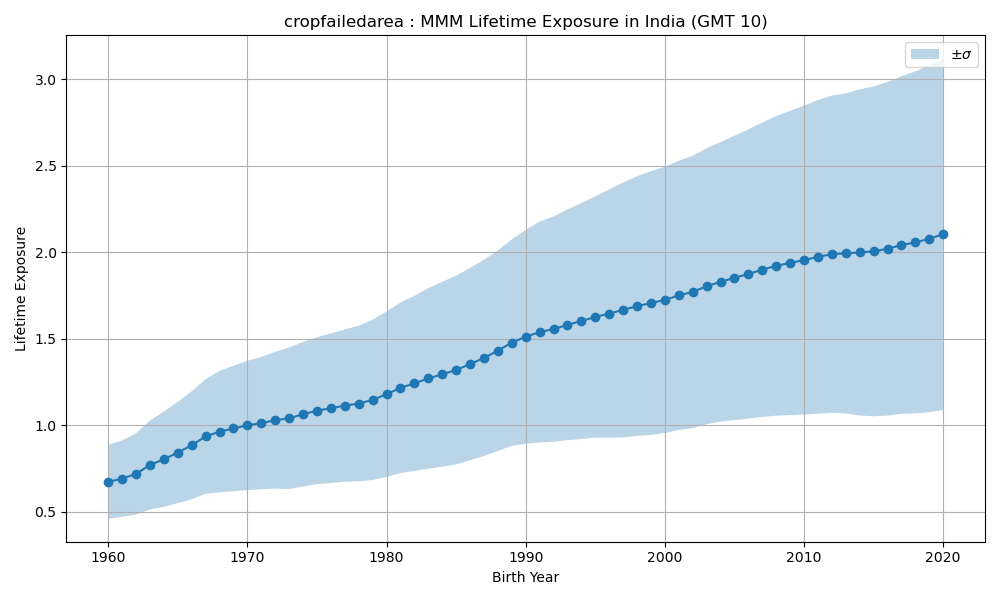 cropfailedarea : MMM Lifetime Exposure in India (GMT 10)
±σ
3.0
2.5
2.0
1.5
1.0
0.5
Lifetime Exposure
1960 1970 1980 1990 2000 2010 2020
Birth Year